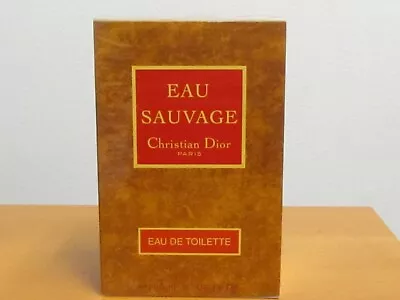 EAU
SAUVAGE
Christian Dior
PARIS
EAU DE TOILETTE